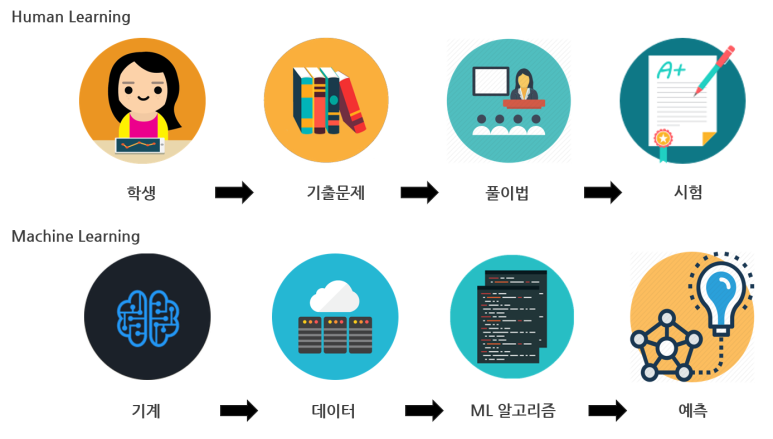 Human Learning
A+
학생
기출문제
풀이법
시험
Machine Learning
기계
데이터
ML 알고리즘
예측